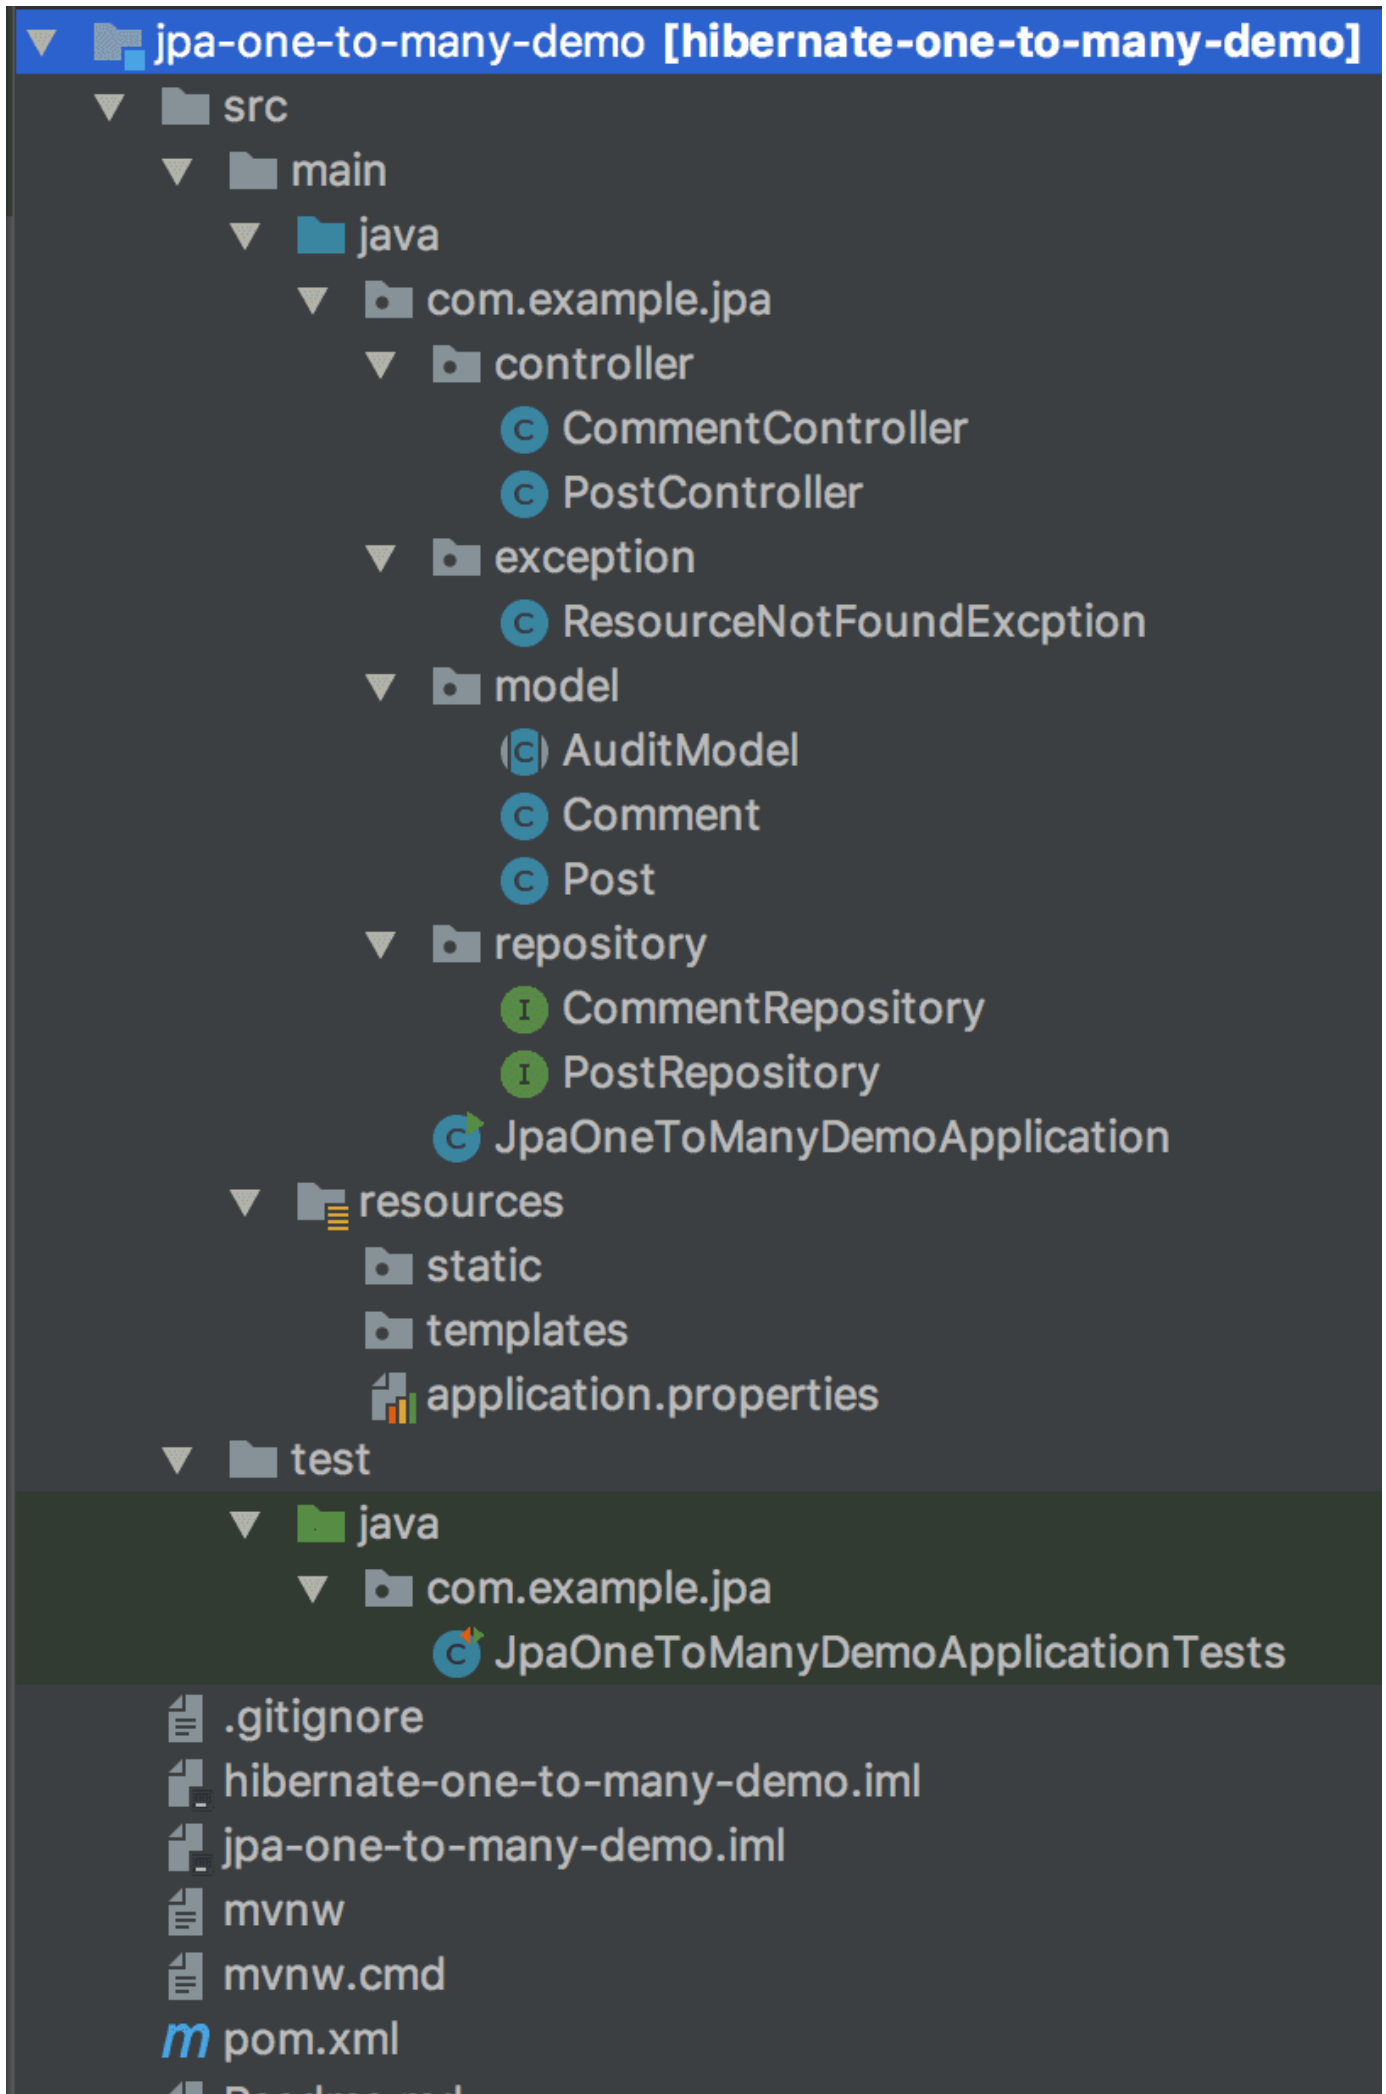 jpa-one-to-many-demo [hibernate-one-to-many-demo]
src
main
java
com.example.jpa
controller
C CommentController
C PostController
exception
C ResourceNotFoundExcption
model
C AuditModel
C Comment
C Post
repository
I CommentRepository
I PostRepository
C JpaOneToManyDemoApplication
resources
static
templates
application.properties
test
java
com.example.jpa
C JpaOneToManyDemoApplicationTests
.gitignore
hibernate-one-to-many-demo.iml
jpa-one-to-many-demo.iml
mvnw
mvnw.cmd
m pom.xml
Readme.md